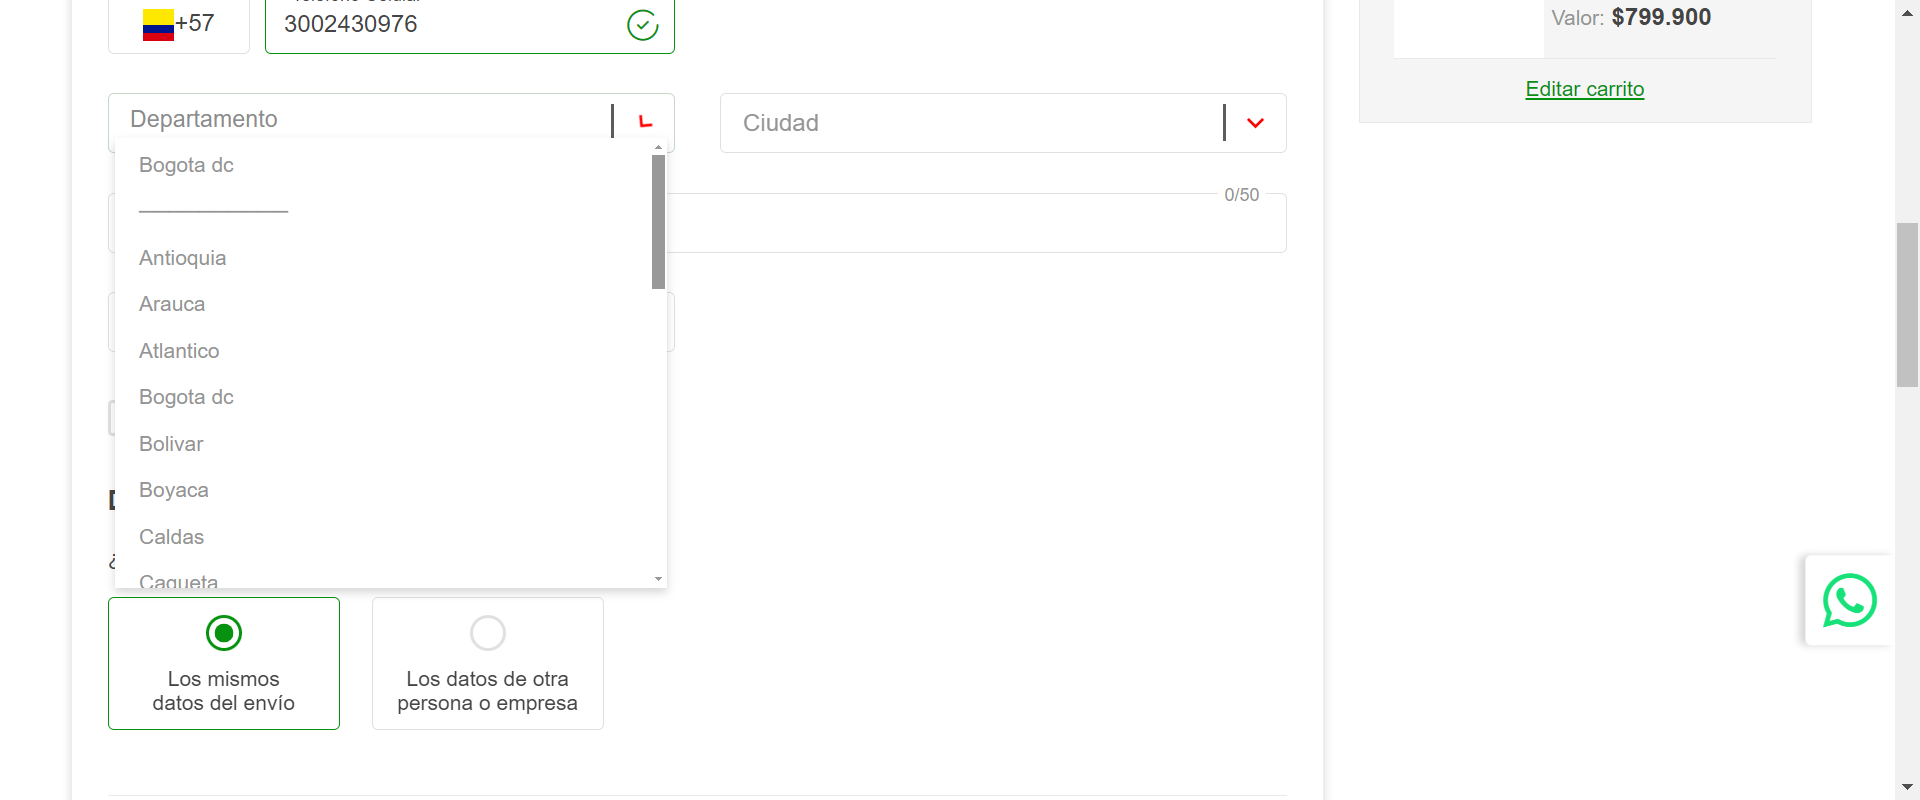 +57
3002430976
Valor: $799.900
Editar carrito
Departamento
Ciudad
Bogota dc
0/50
Antioquia
Arauca
Atlantico
Bogota dc
Bolivar
Boyaca
Caldas
Caqueta
¿
Los mismos
datos del envío
Los datos de otra
persona o empresa